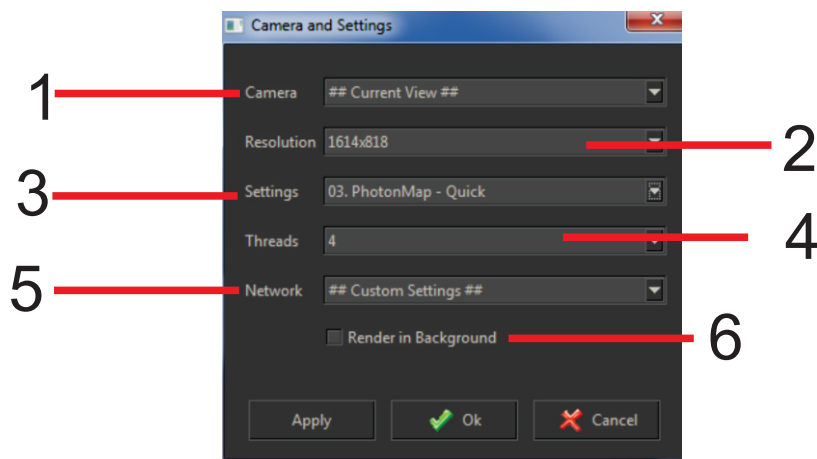 Camera and Settings
1 Camera ## Current View ##
Resolution 1614x818 2
3 Settings 03. PhotonMap - Quick
Threads 4 4
5 Network ## Custom Settings ##
Render in Background 6
Apply Ok Cancel